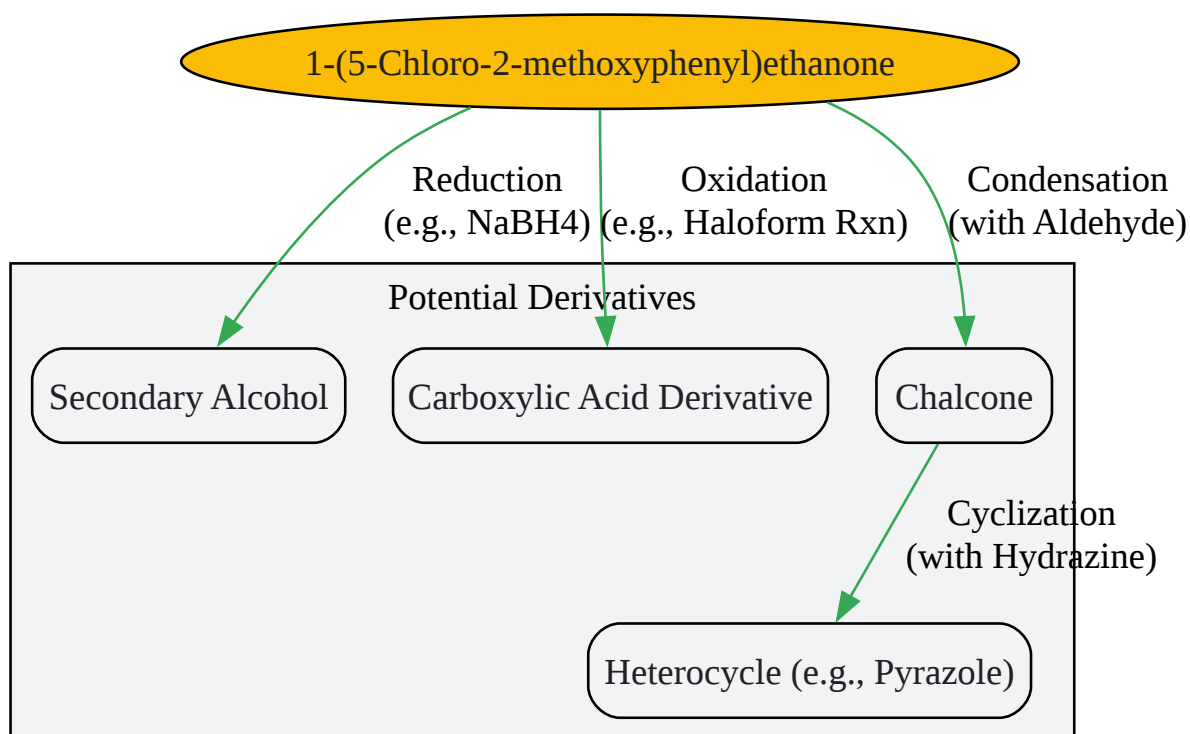 1-(5-Chloro-2-methoxyphenyl)ethanone
Reduction
(e.g., NaBH4)
Oxidation
(e.g., Haloform Rxn)
Condensation
(with Aldehyde)
Potential Derivatives
Secondary Alcohol
Carboxylic Acid Derivative
Chalcone
Cyclization
(with Hydrazine)
Heterocycle (e.g., Pyrazole)